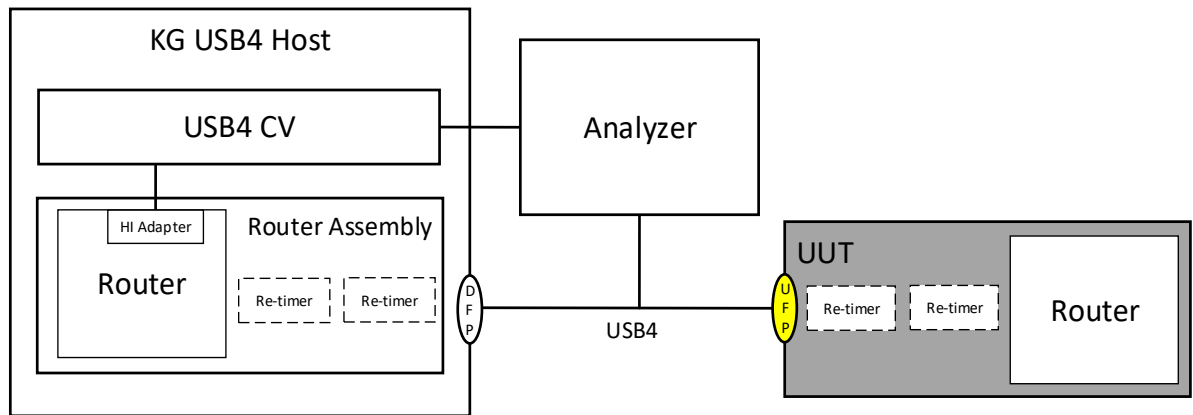 KG USB4 Host
USB4 CV
Analyzer
HI Adapter
Router Assembly
Router
Re-timer
Re-timer
D
F
P
USB4
U
F
P
UUT
Re-timer
Re-timer
Router